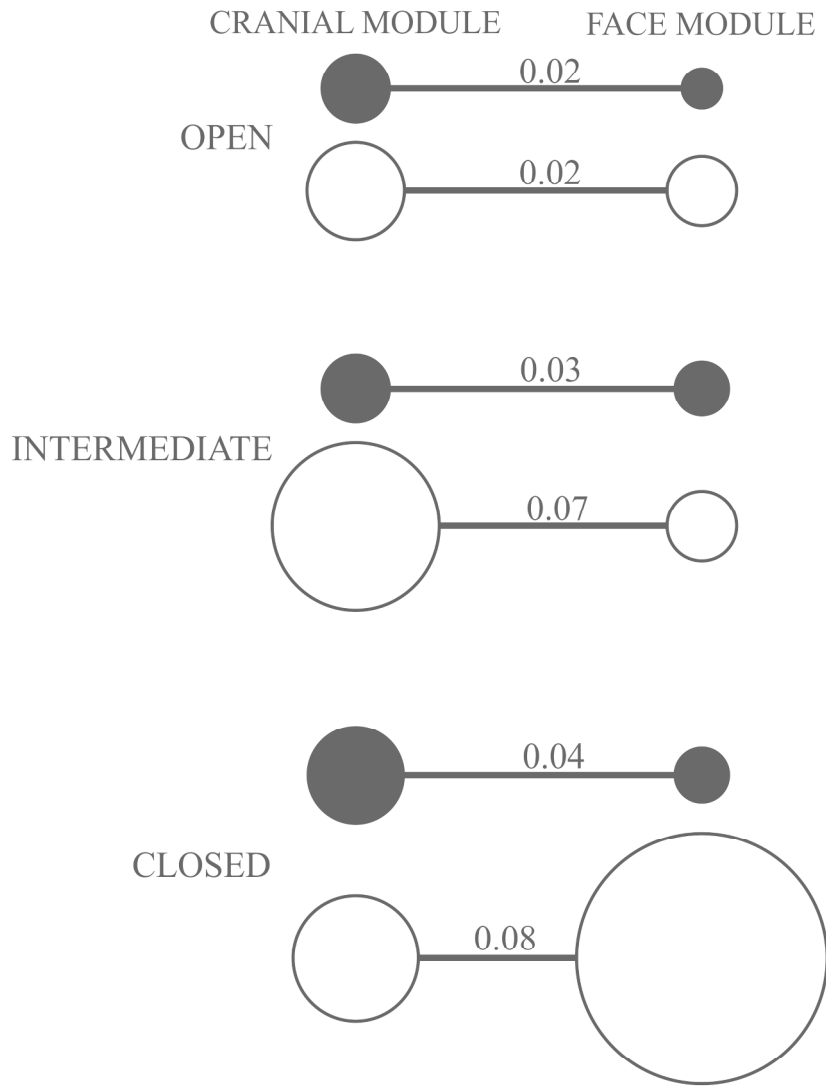 CRANIAL MODULE
FACE MODULE
0.02
OPEN
0.02
0.03
INTERMEDIATE
0.07
0.04
CLOSED
0.08